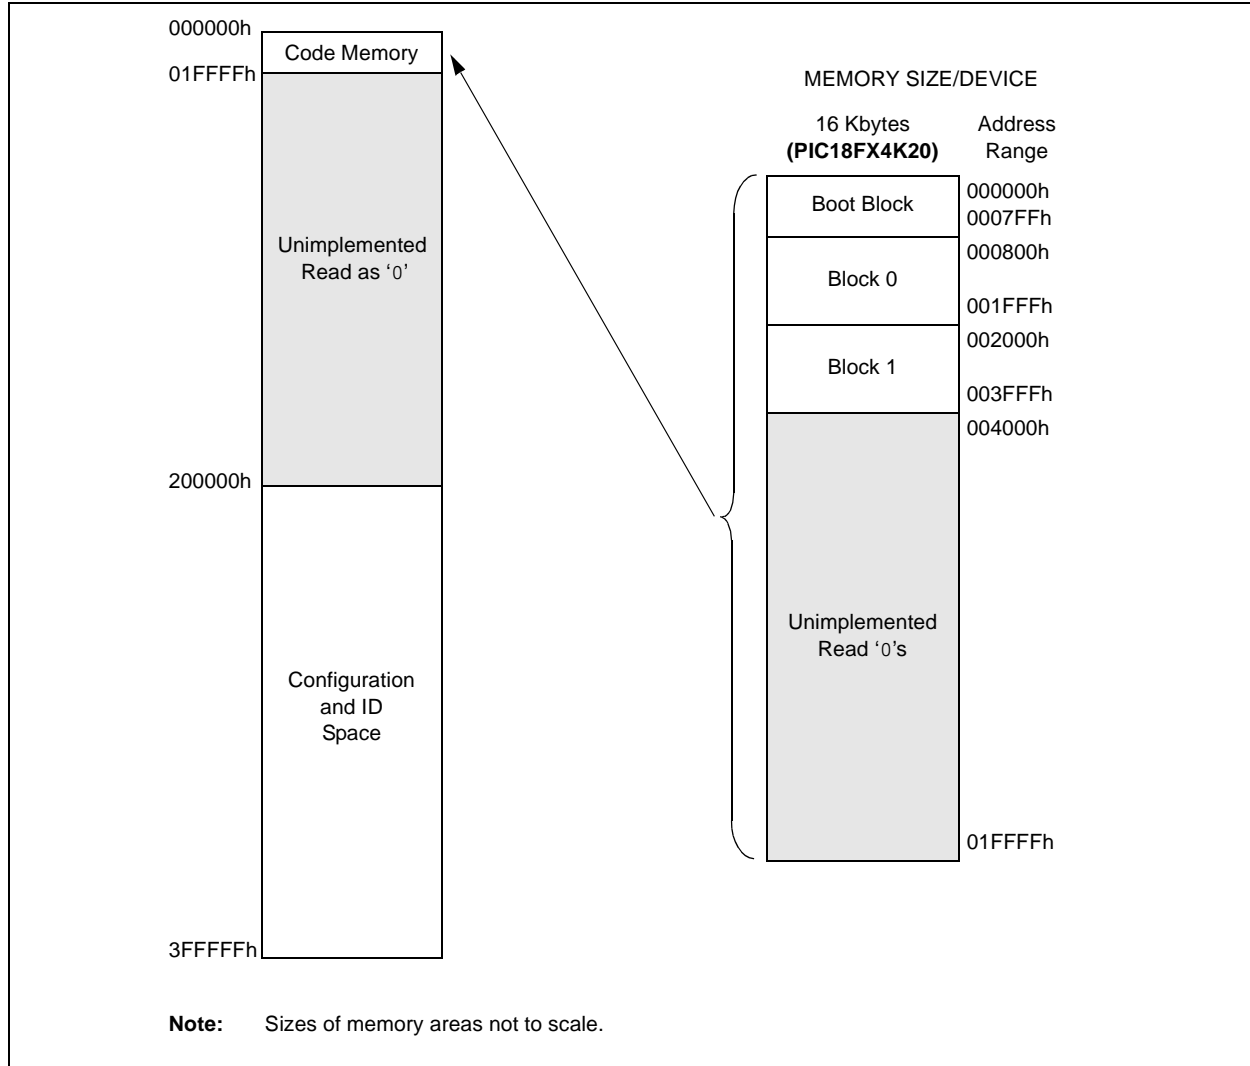 000000h
Code Memory
01FFFFh
Unimplemented
Read as ‘0’
200000h
Configuration
and ID
Space
3FFFFFh
MEMORY SIZE/DEVICE
16 Kbytes
(PIC18FX4K20)
Address
Range
Boot Block
000000h
0007FFh
Block 0
000800h
001FFFh
Block 1
002000h
003FFFh
004000h
Unimplemented
Read ‘0’s
01FFFFh
Note: Sizes of memory areas not to scale.